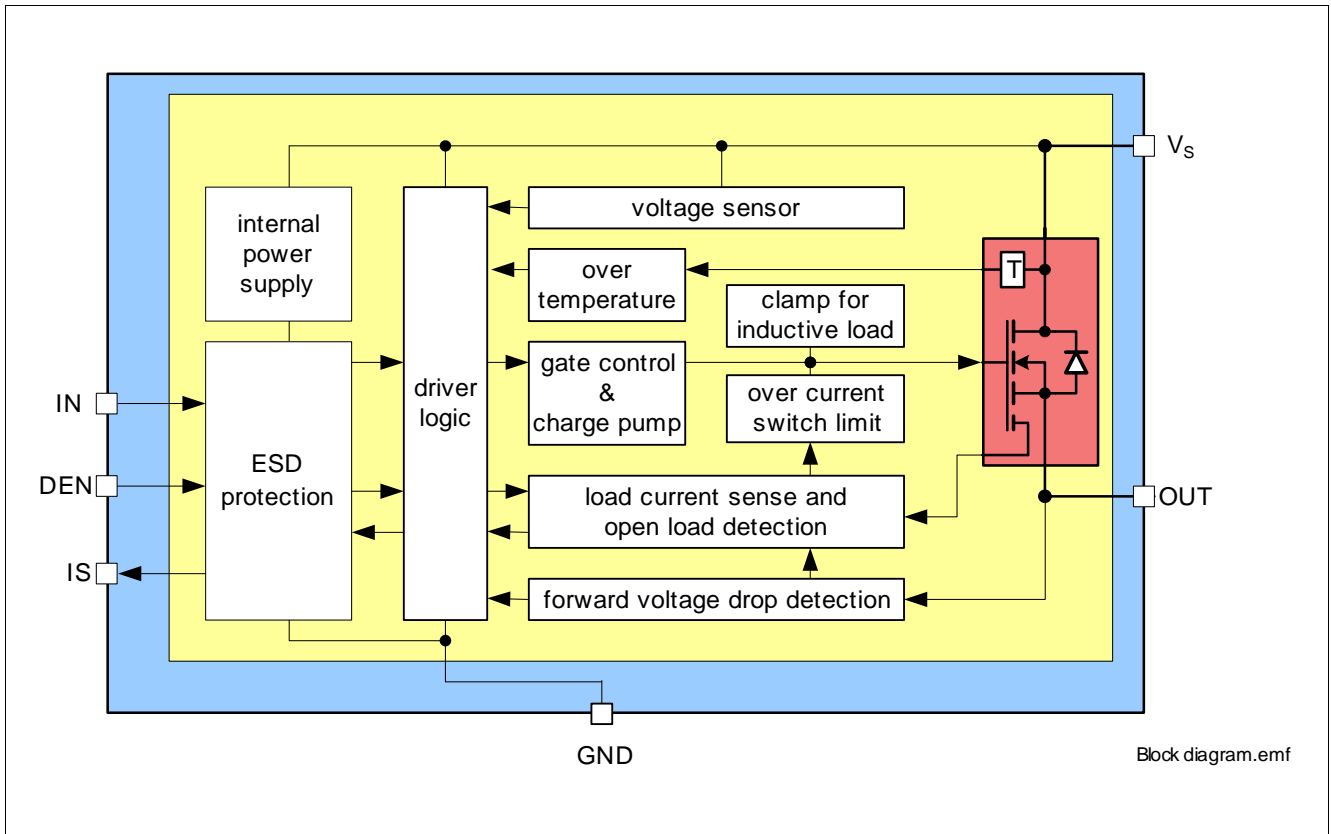 VS
voltage sensor
internal
power
supply
T
over
temperature
clamp for
inductive load
gate control
&
charge pump
driver
logic
IN
over current
switch limit
ESD
protection
DEN
load current sense and
open load detection
OUT
IS
forward voltage drop detection
GND
Block diagram.emf